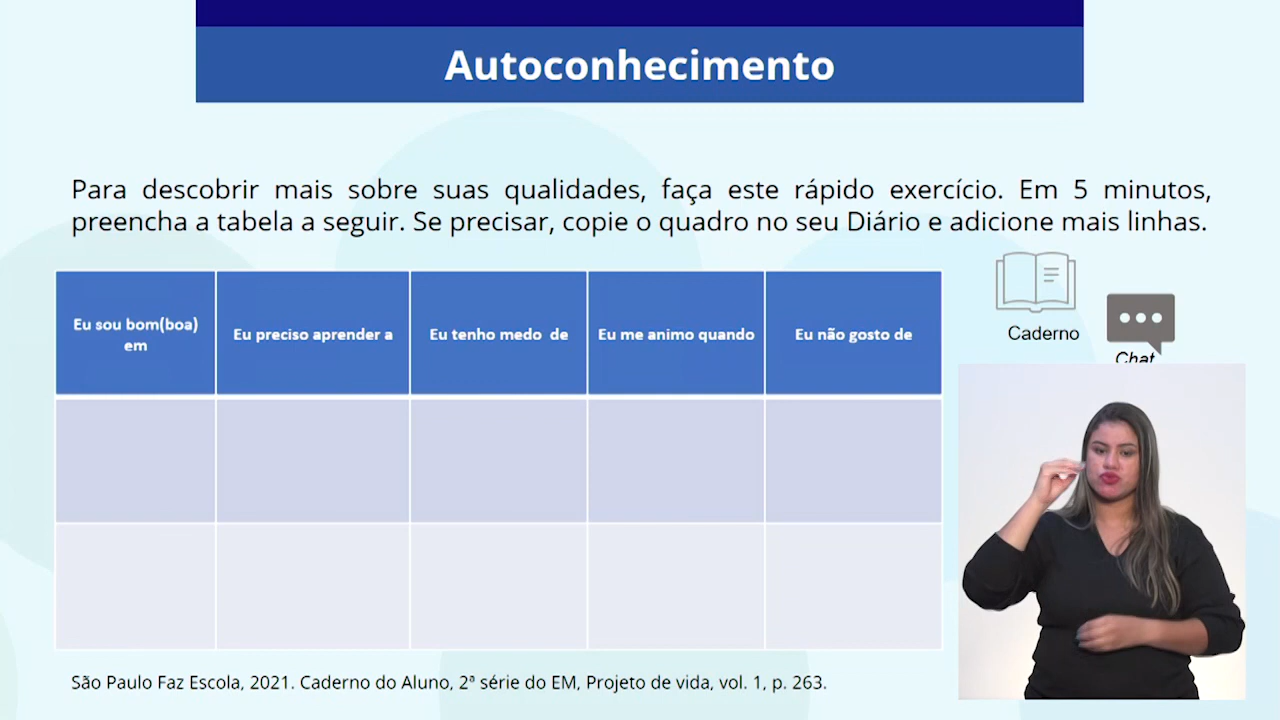 Autoconhecimento
Para descobrir mais sobre suas qualidades, faça este rápido exercício. Em 5 minutos,
preencha a tabela a seguir. Se precisar, copie o quadro no seu Diário e adicione mais linhas.
Eu sou bom(boa)
em
Eu preciso aprender a
Eu tenho medo de
Eu me animo quando
Eu não gosto de
Caderno
Chat
São Paulo Faz Escola, 2021. Caderno do Aluno, 2ª série do EM, Projeto de vida, vol. 1, p. 263.